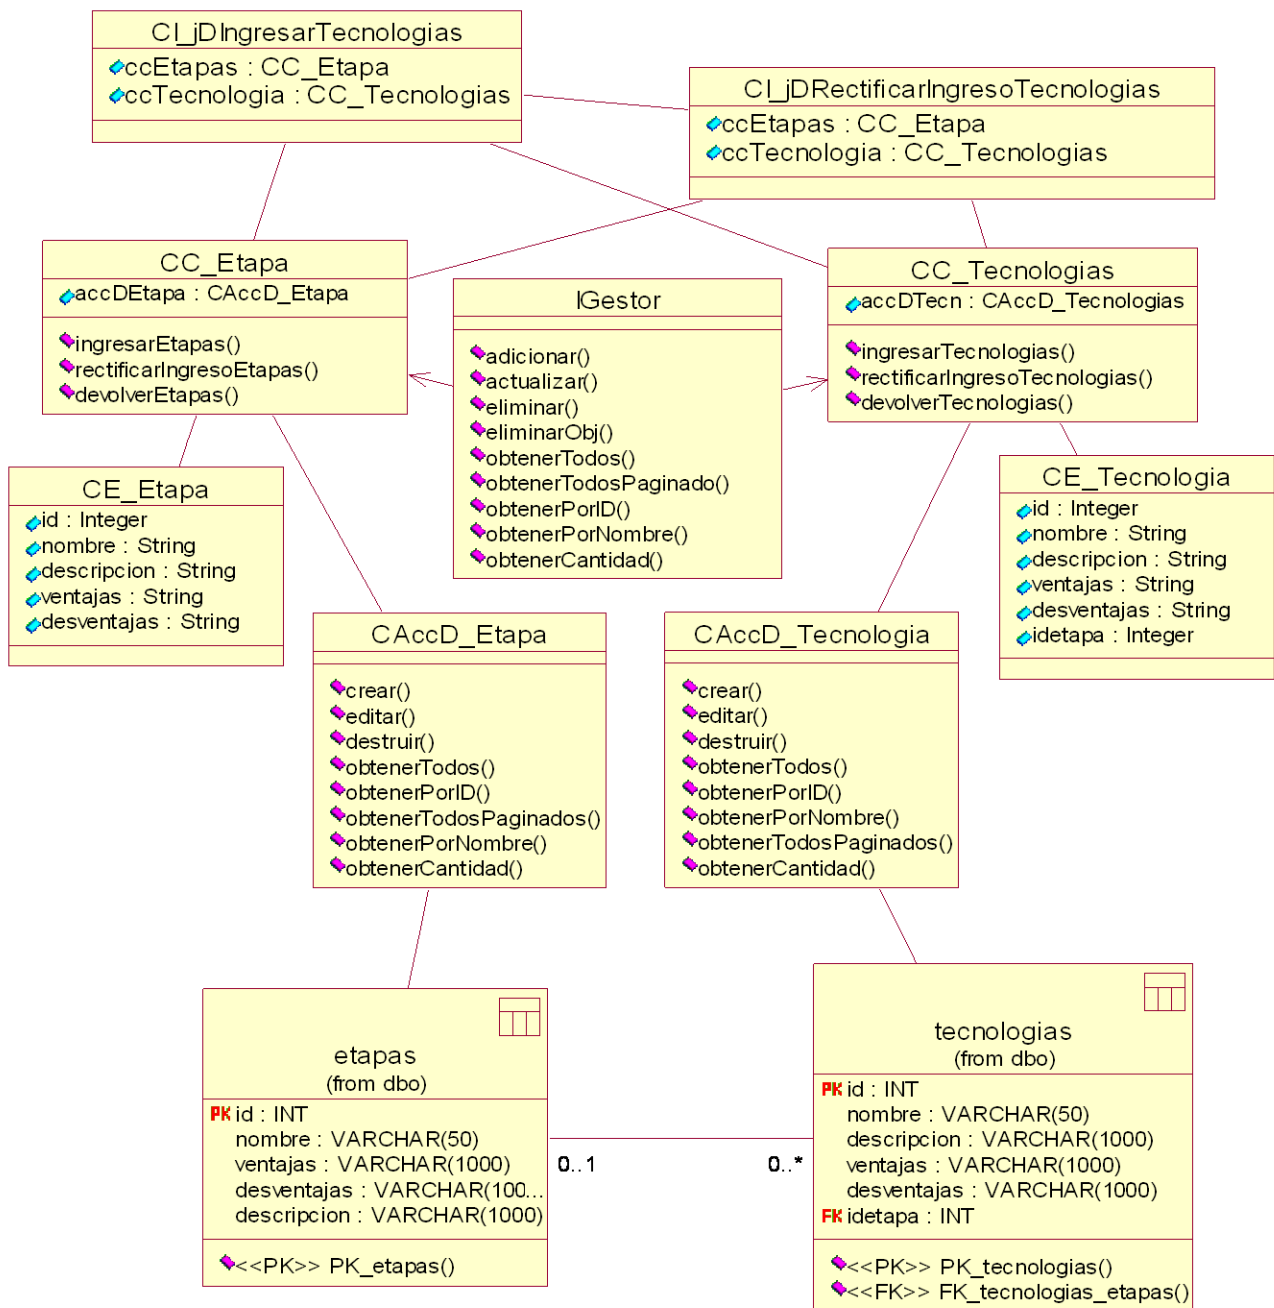 CI_jDIngresarTecnologias
ccEtapas : CC_Etapa
ccTecnologia : CC_Tecnologias
CI_jDRectificarIngresoTecnologias
ccEtapas : CC_Etapa
ccTecnologia : CC_Tecnologias
CC_Etapa
accDEtapa : CAccD_Etapa
ingresarEtapas()
rectificarIngresoEtapas()
devolverEtapas()
IGestor
adicionar()
actualizar()
eliminar()
eliminarObj()
obtenerTodos()
obtenerTodosPaginado()
obtenerPorID()
obtenerPorNombre()
obtenerCantidad()
CC_Tecnologias
accDTecn : CAccD_Tecnologias
ingresarTecnologias()
rectificarIngresoTecnologias()
devolverTecnologias()
CE_Etapa
id : Integer
nombre : String
descripcion : String
ventajas : String
desventajas : String
CE_Tecnologia
id : Integer
nombre : String
descripcion : String
ventajas : String
desventajas : String
idetapa : Integer
CAccD_Etapa
crear()
editar()
destruir()
obtenerTodos()
obtenerPorID()
obtenerTodosPaginados()
obtenerPorNombre()
obtenerCantidad()
CAccD_Tecnologia
crear()
editar()
destruir()
obtenerTodos()
obtenerPorID()
obtenerPorNombre()
obtenerTodosPaginados()
obtenerCantidad()
etapas
(from dbo)
PK id : INT
nombre : VARCHAR(50)
ventajas : VARCHAR(1000)
desventajas : VARCHAR(100...
descripcion : VARCHAR(1000)
<<PK>> PK_etapas()
0..1
0..*
tecnologias
(from dbo)
PK id : INT
nombre : VARCHAR(50)
descripcion : VARCHAR(1000)
ventajas : VARCHAR(1000)
desventajas : VARCHAR(1000)
FK idetapa : INT
<<PK>> PK_tecnologias()
<<FK>> FK_tecnologias_etapas()